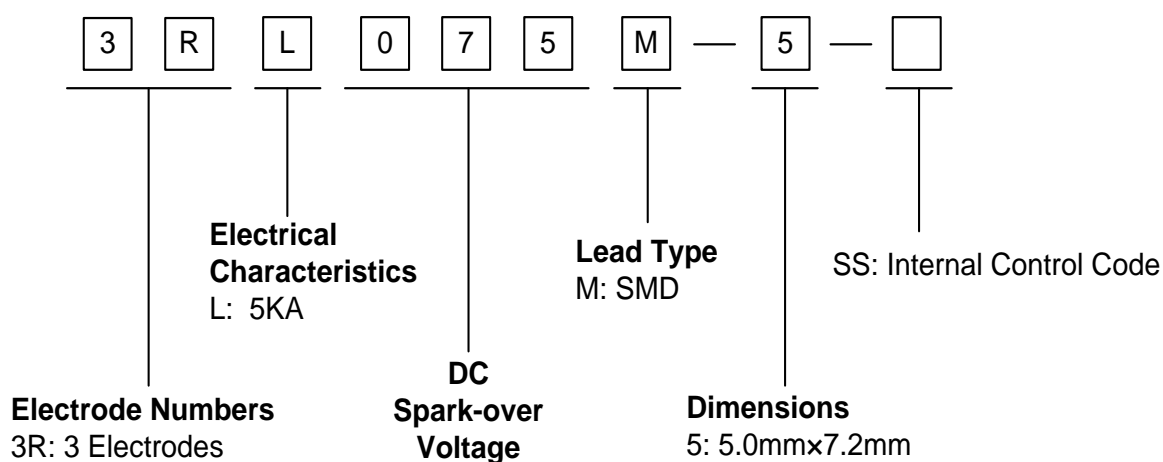 3 R L 0 7 5 M — 5 —
Electrical
Characteristics
L: 5KA
Lead Type
M: SMD
SS: Internal Control Code
DC
Spark-over
Voltage
Electrode Numbers
3R: 3 Electrodes
Dimensions
5: 5.0mm×7.2mm